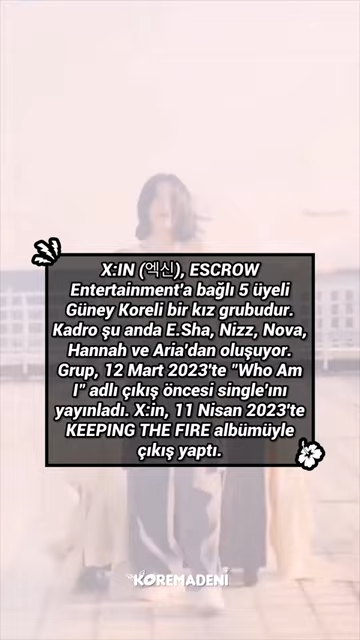 X:IN (엑신), ESCROW
Entertainment'a bağlı 5 üyeli
Güney Koreli bir kız grubudur.
Kadro şu anda E.Sha, Nizz, Nova,
Hannah ve Aria'dan oluşuyor.
Grup, 12 Mart 2023'te "Who Am
I" adlı çıkış öncesi single'ını
yayınladı. X:in, 11 Nisan 2023'te
KEEPING THE FIRE albümüyle
çıkış yaptı.
KOREMADENİ